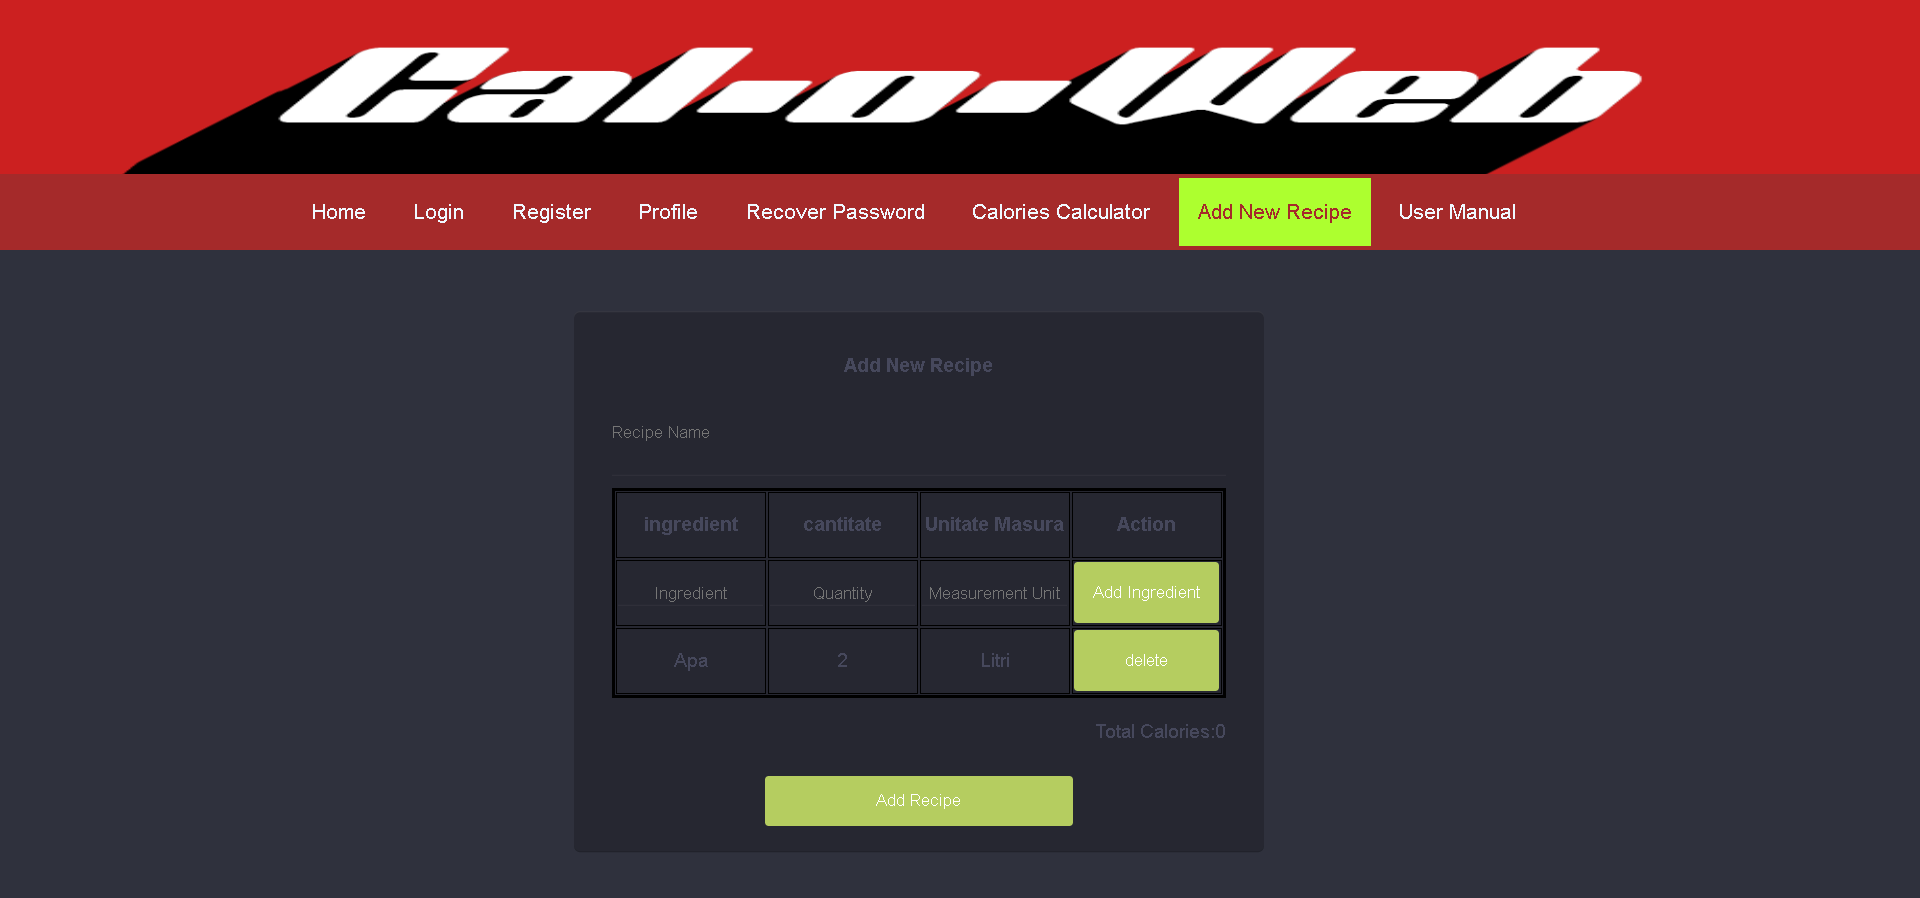 Cal-o-Web
Home Login Register Profile Recover Password Calories Calculator Add New Recipe User Manual
Add New Recipe
Recipe Name
ingredient cantitate Unitate Masura Action
Ingredient Quantity Measurement Unit Add Ingredient
Apa 2 Litri delete
Total Calories:0
Add Recipe